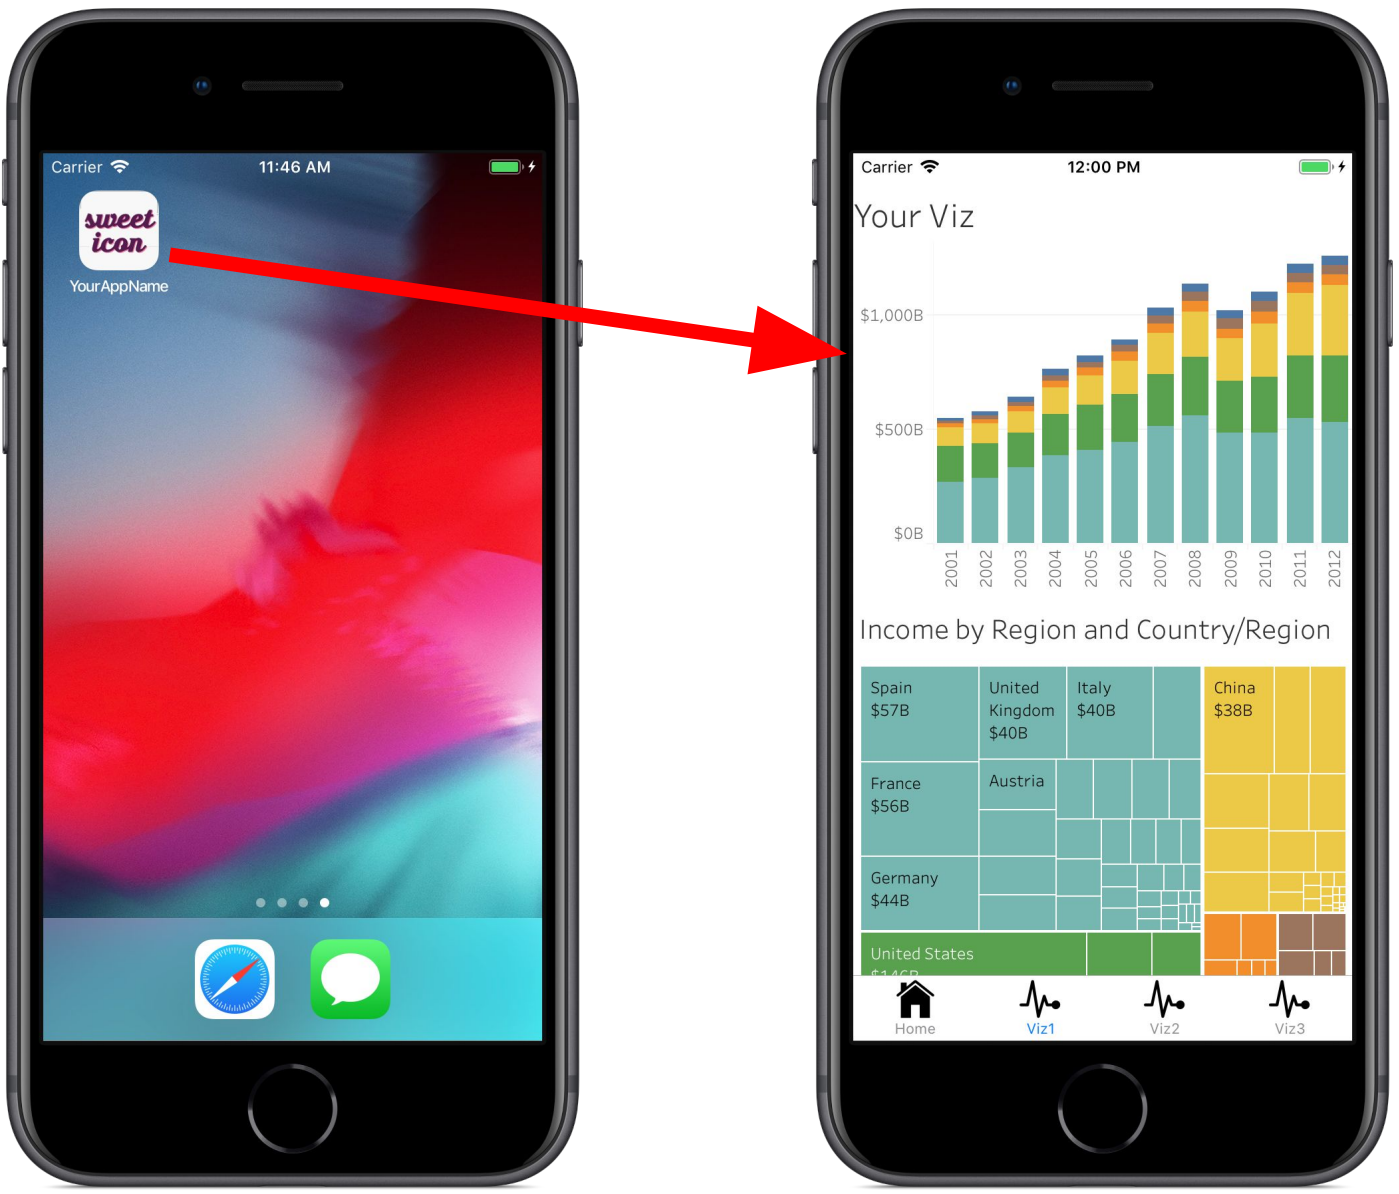 Carrier
11:46 AM
sweet
icon
YourAppName
Carrier
12:00 PM
Your Viz
$1,000B
$500B
$0B
2001
2002
2003
2004
2005
2006
2007
2008
2009
2010
2011
2012
Income by Region and Country/Region
Spain
$57B
United
Kingdom
$40B
Italy
$40B
China
$38B
France
$56B
Austria
Germany
$44B
United States
$146B
Home
Viz1
Viz2
Viz3